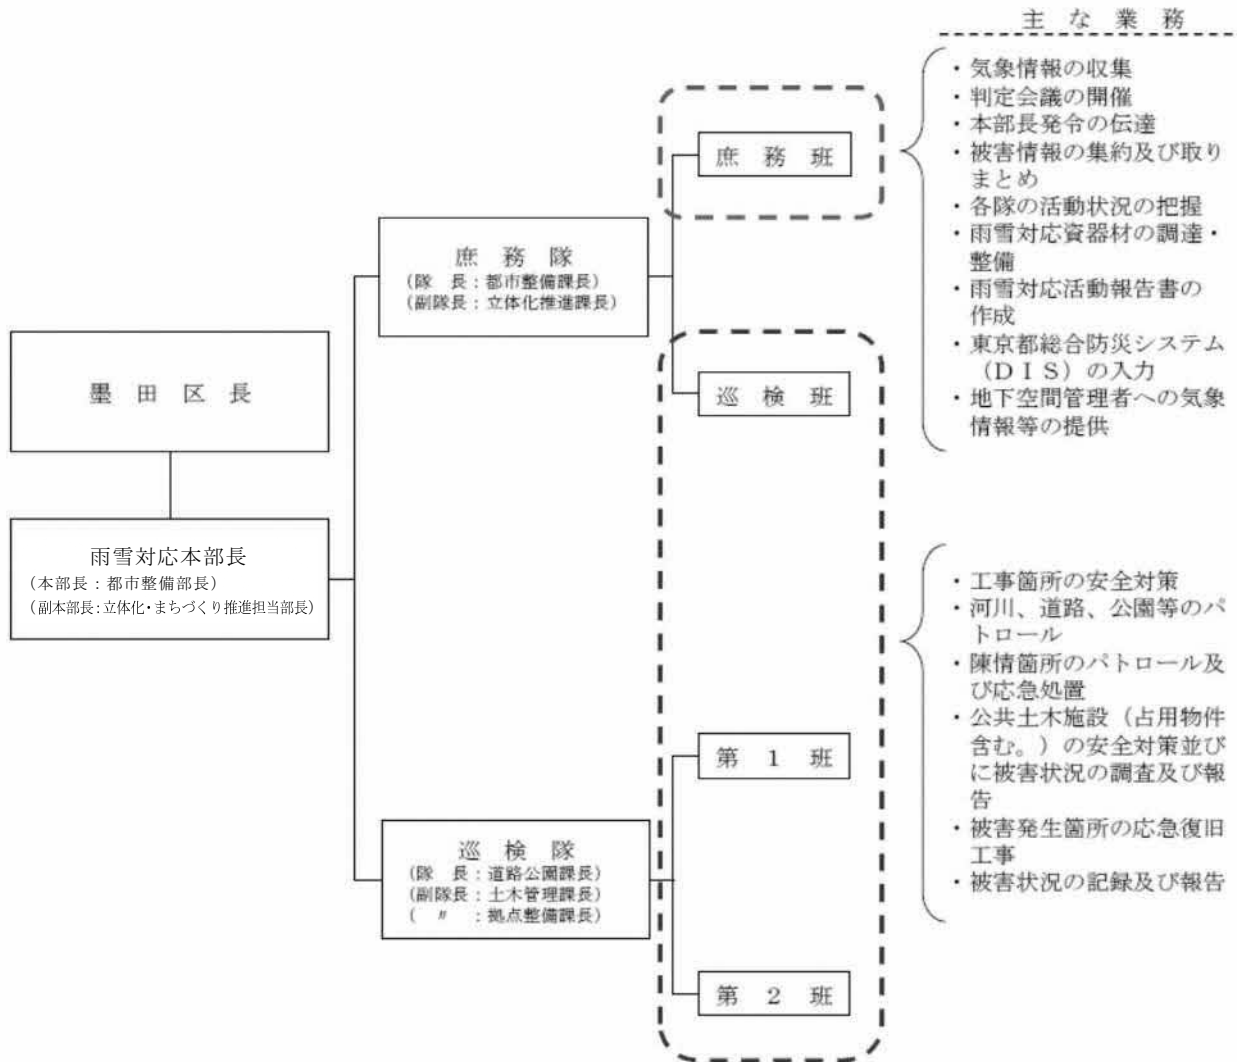 主な業務
・気象情報の収集
・判定会議の開催
・本部長発令の伝達
・被害情報の集約及び取り
まとめ
・各隊の活動状況の把握
・雨雪対応資器材の調達・
整備
・雨雪対応活動報告書の
作成
・東京都総合防災システム
（ＤＩＳ）の入力
・地下空間管理者への気象
情報等の提供
庶務班
庶務隊
(隊　長：都市整備課長)
(副隊長：立体化推進課長)
墨田区長
巡検班
雨雪対応本部長
(本部長：都市整備部長)
(副本部長：立体化・まちづくり推進担当部長)
・工事箇所の安全対策
・河川、道路、公園等のパ
トロール
・陳情箇所のパトロール及
び応急処置
・公共土木施設（占用物件
含む。）の安全対策並び
に被害状況の調査及び報
告
・被害発生箇所の応急復旧
工事
・被害状況の記録及び報告
第１班
巡検隊
(隊　長：道路公園課長)
(副隊長：土木管理課長)
(　〃　：拠点整備課長)
第２班